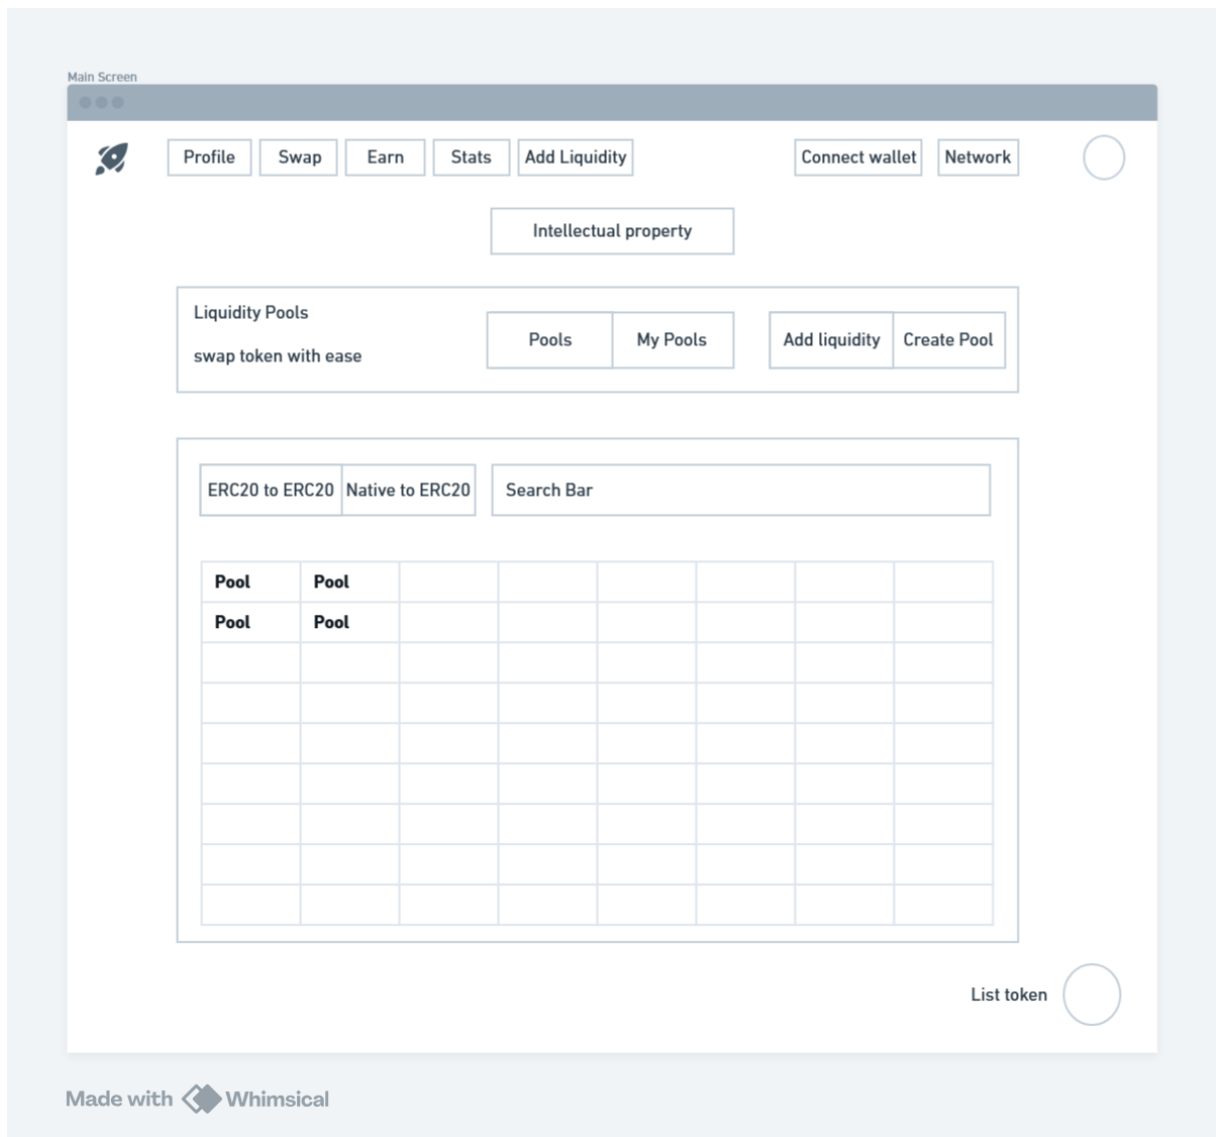 Main Screen
Profile Swap Earn Stats Add Liquidity Connect wallet Network
Intellectual property
Liquidity Pools
swap token with ease
Pools My Pools Add liquidity Create Pool
ERC20 to ERC20 Native to ERC20 Search Bar
Pool Pool
Pool Pool
List token
Made with Whimsical